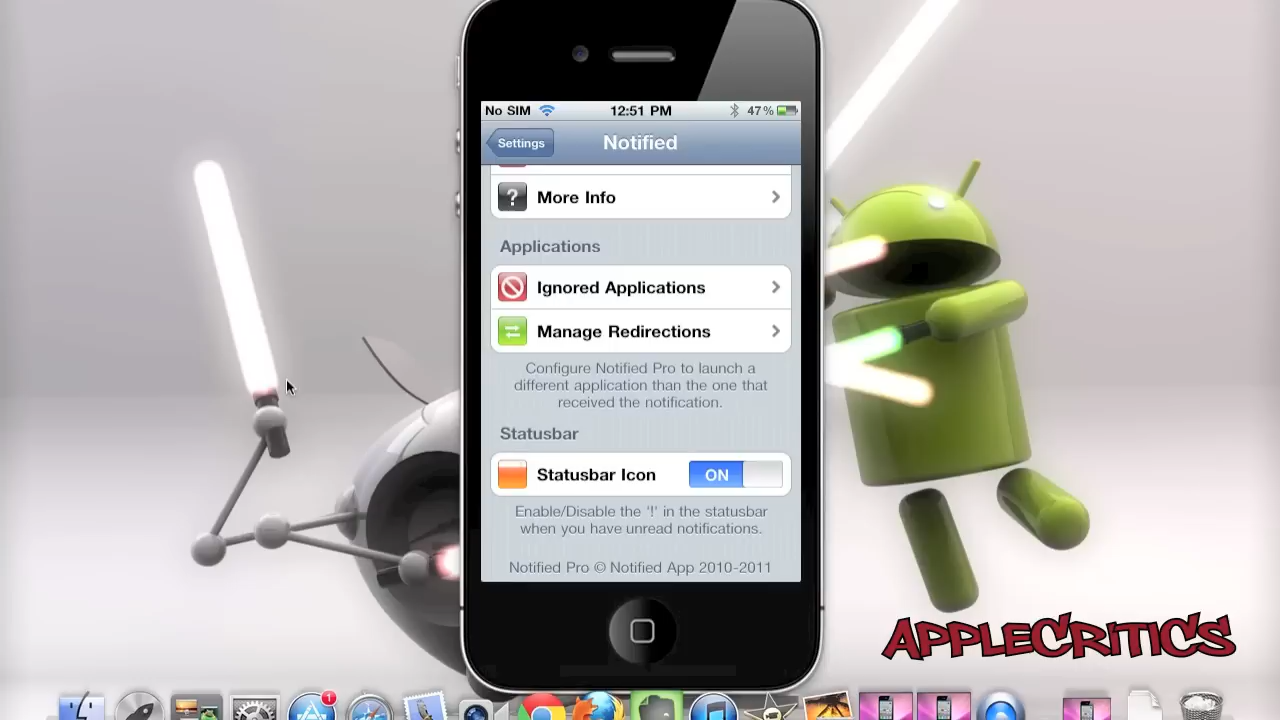 No SIM 12:51 PM 47%
Settings Notified
More Info
Applications
Ignored Applications
Manage Redirections
Configure Notified Pro to launch a
different application than the one that
received the notification.
Statusbar
Statusbar Icon ON
Enable/Disable the '!' in the statusbar
when you have unread notifications.
Notified Pro © Notified App 2010-2011
APPLECRITICS
1